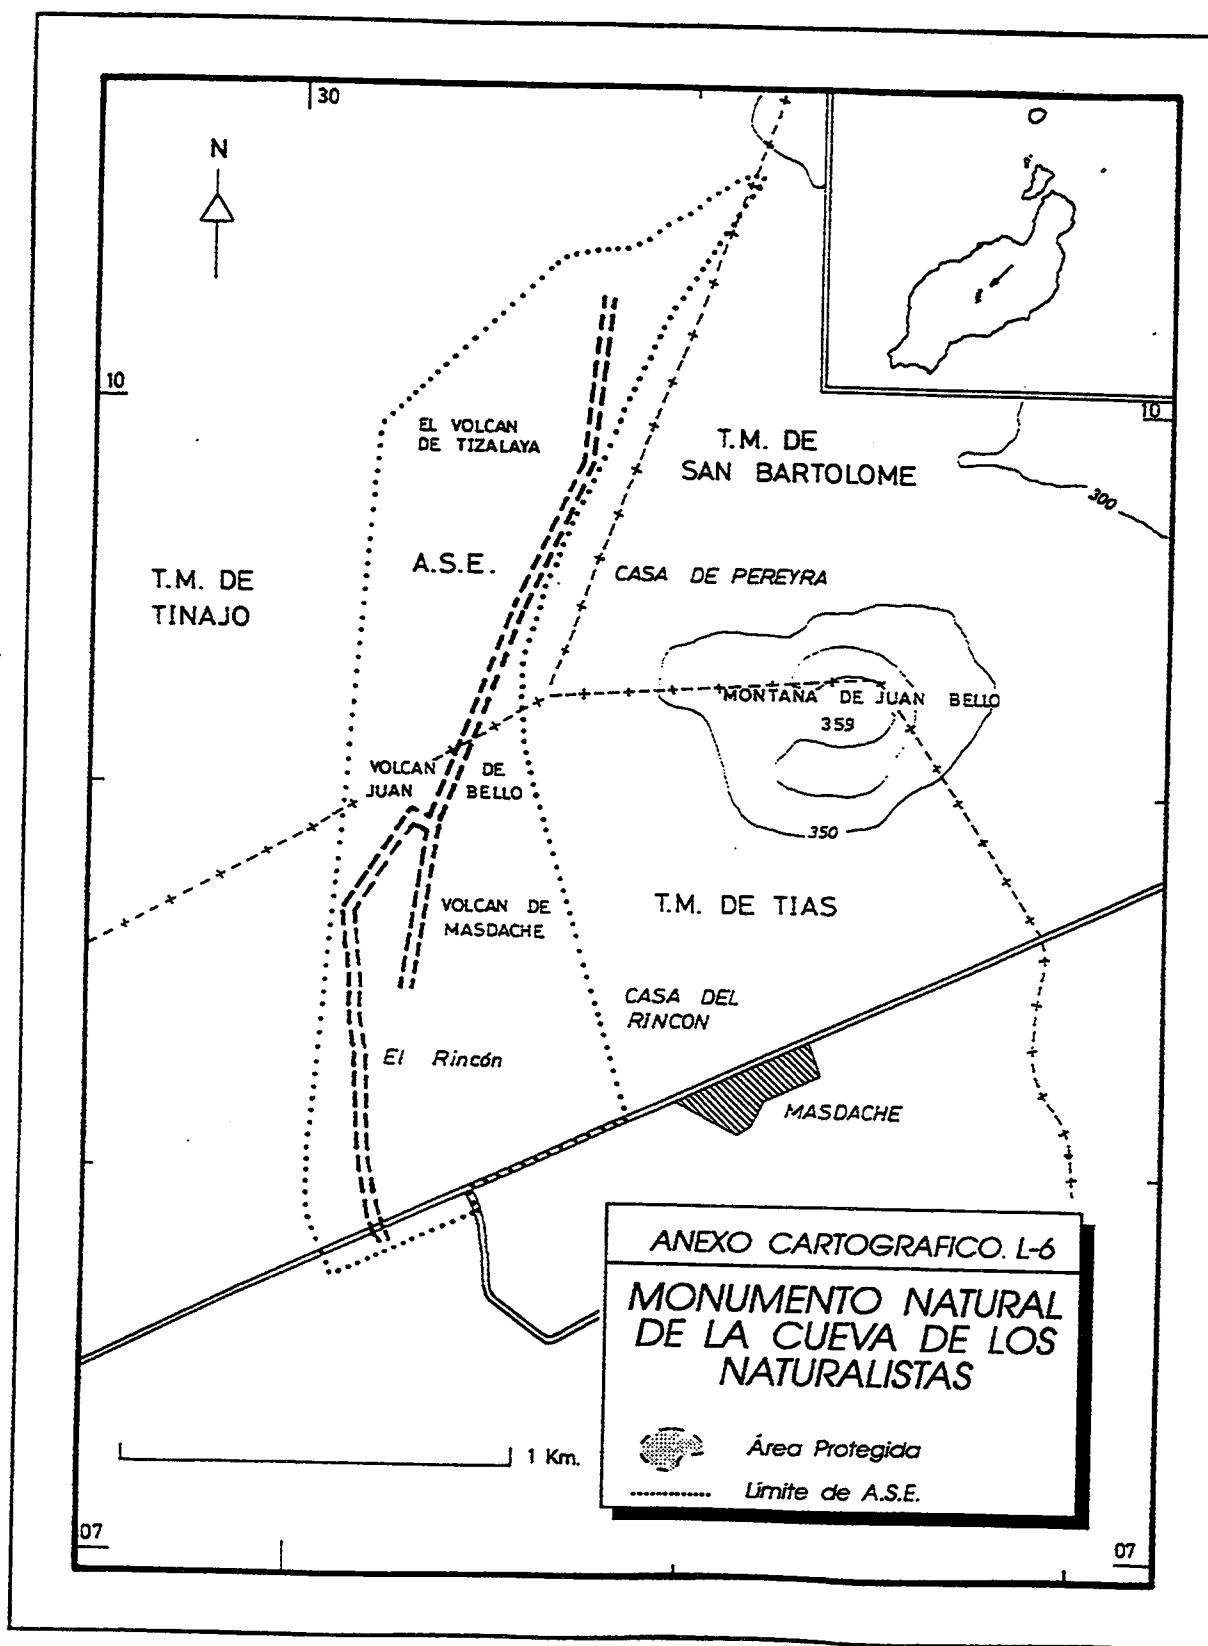 30
N
10
10
EL VOLCAN
DE TIZALAYA
T.M. DE
SAN BARTOLOME
300
A.S.E.
CASA DE PEREYRA
T.M. DE
TINAJO
MONTAÑA DE JUAN BELLO
359
VOLCAN DE
JUAN BELLO
350
VOLCAN DE
MASDACHE
T.M. DE TIAS
CASA DEL
RINCON
El Rincón
MASDACHE
ANEXO CARTOGRAFICO. L-6
MONUMENTO NATURAL
DE LA CUEVA DE LOS
NATURALISTAS
Área Protegida
Límite de A.S.E.
1 Km.
07
07